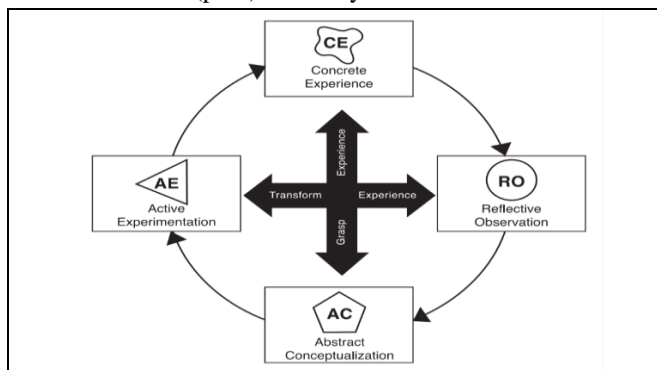 CE
Concrete
Experience
AE
Active
Experimentation
Transform
Experience
Experience
Grasp
RO
Reflective
Observation
AC
Abstract
Conceptualization